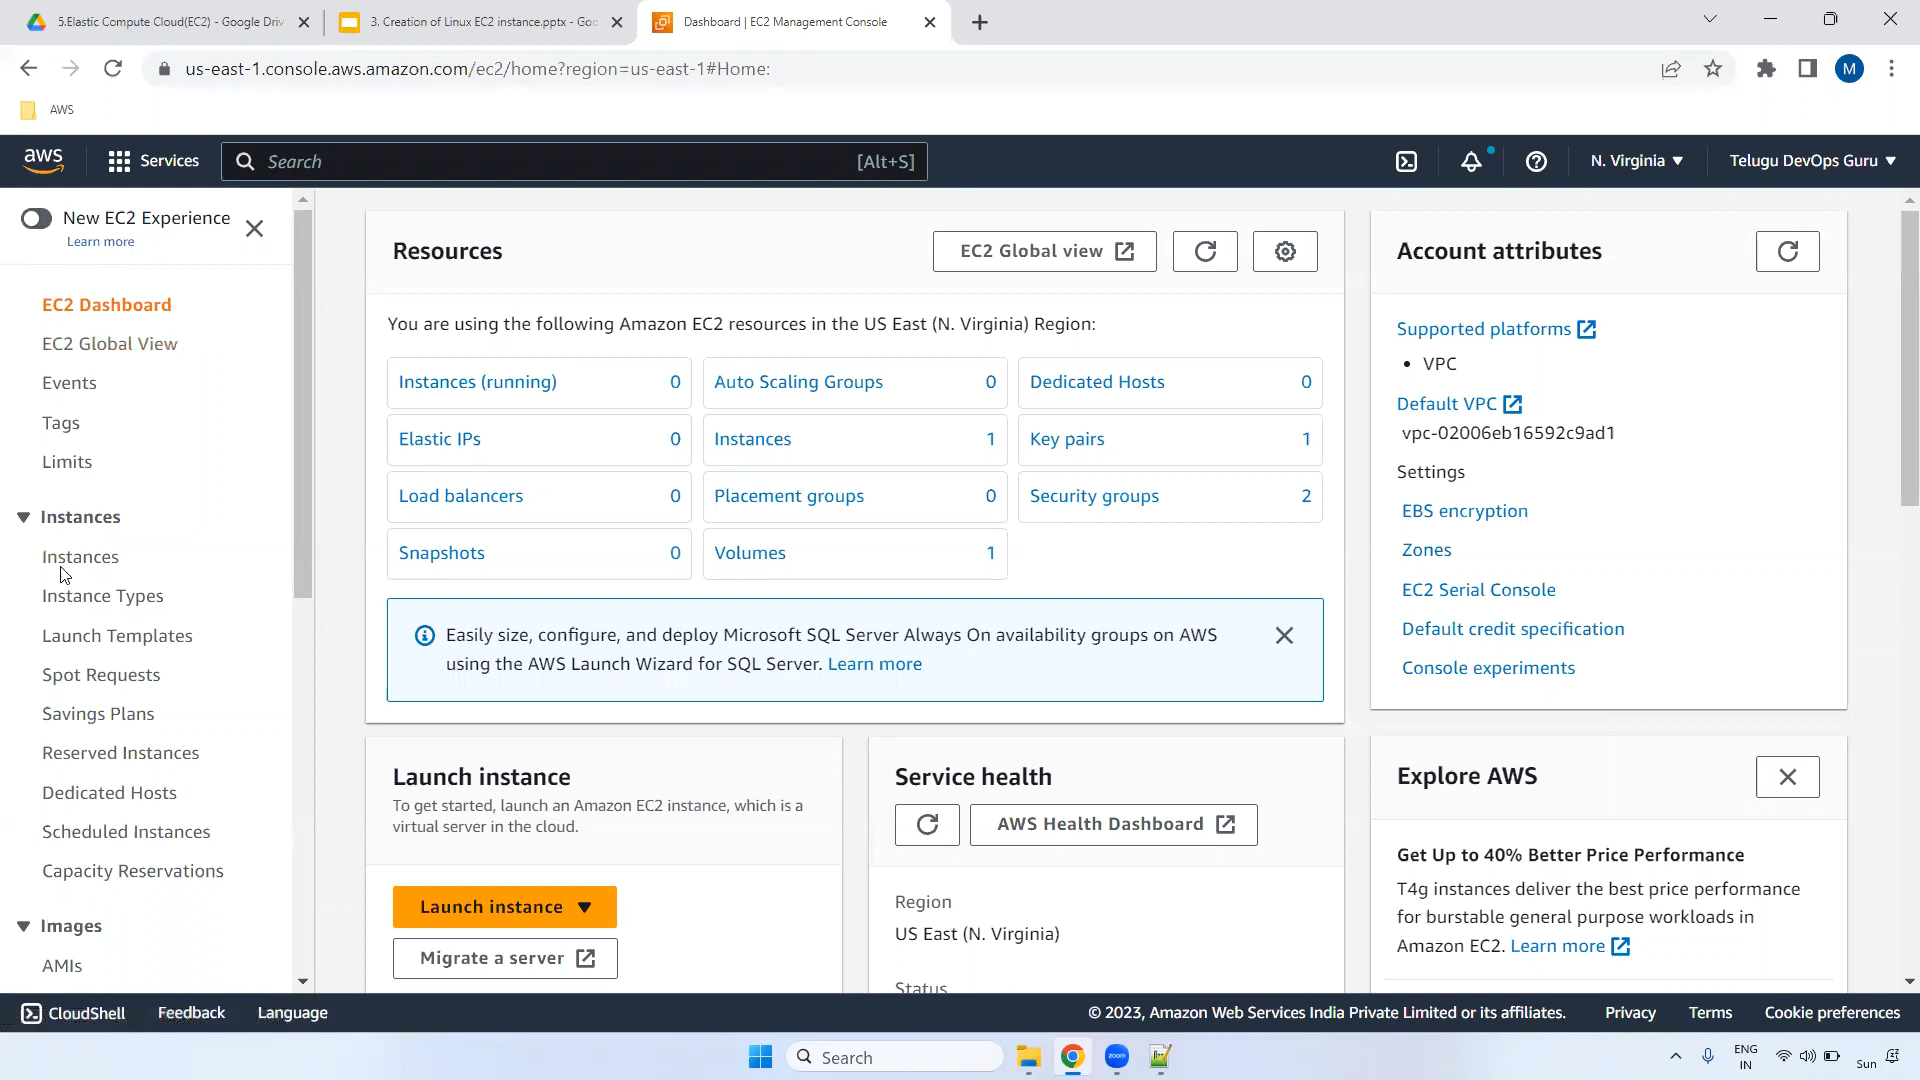 5.Elastic Compute Cloud(EC2) - Google Driv
3. Creation of Linux EC2 instance.pptx - Goo
Dashboard | EC2 Management Console
us-east-1.console.aws.amazon.com/ec2/home?region=us-east-1#Home:
M
AWS
aws
Services
Search
[Alt+S]
N. Virginia
Telugu DevOps Guru
New EC2 Experience
Learn more
EC2 Dashboard
EC2 Global View
Events
Tags
Limits
Instances
Instances
Instance Types
Launch Templates
Spot Requests
Savings Plans
Reserved Instances
Dedicated Hosts
Scheduled Instances
Capacity Reservations
Images
AMIs
Resources
EC2 Global view
You are using the following Amazon EC2 resources in the US East (N. Virginia) Region:
Instances (running) 0
Auto Scaling Groups 0
Dedicated Hosts 0
Elastic IPs 0
Instances 1
Key pairs 1
Load balancers 0
Placement groups 0
Security groups 2
Snapshots 0
Volumes 1
Easily size, configure, and deploy Microsoft SQL Server Always On availability groups on AWS
using the AWS Launch Wizard for SQL Server. Learn more
Launch instance
To get started, launch an Amazon EC2 instance, which is a
virtual server in the cloud.
Launch instance
Migrate a server
Service health
AWS Health Dashboard
Region
US East (N. Virginia)
Status
Account attributes
Supported platforms
• VPC
Default VPC
vpc-02006eb16592c9ad1
Settings
EBS encryption
Zones
EC2 Serial Console
Default credit specification
Console experiments
Explore AWS
Get Up to 40% Better Price Performance
T4g instances deliver the best price performance
for burstable general purpose workloads in
Amazon EC2. Learn more
CloudShell
Feedback
Language
© 2023, Amazon Web Services India Private Limited or its affiliates.
Privacy
Terms
Cookie preferences
Search
zoom
ENG
IN
Sun